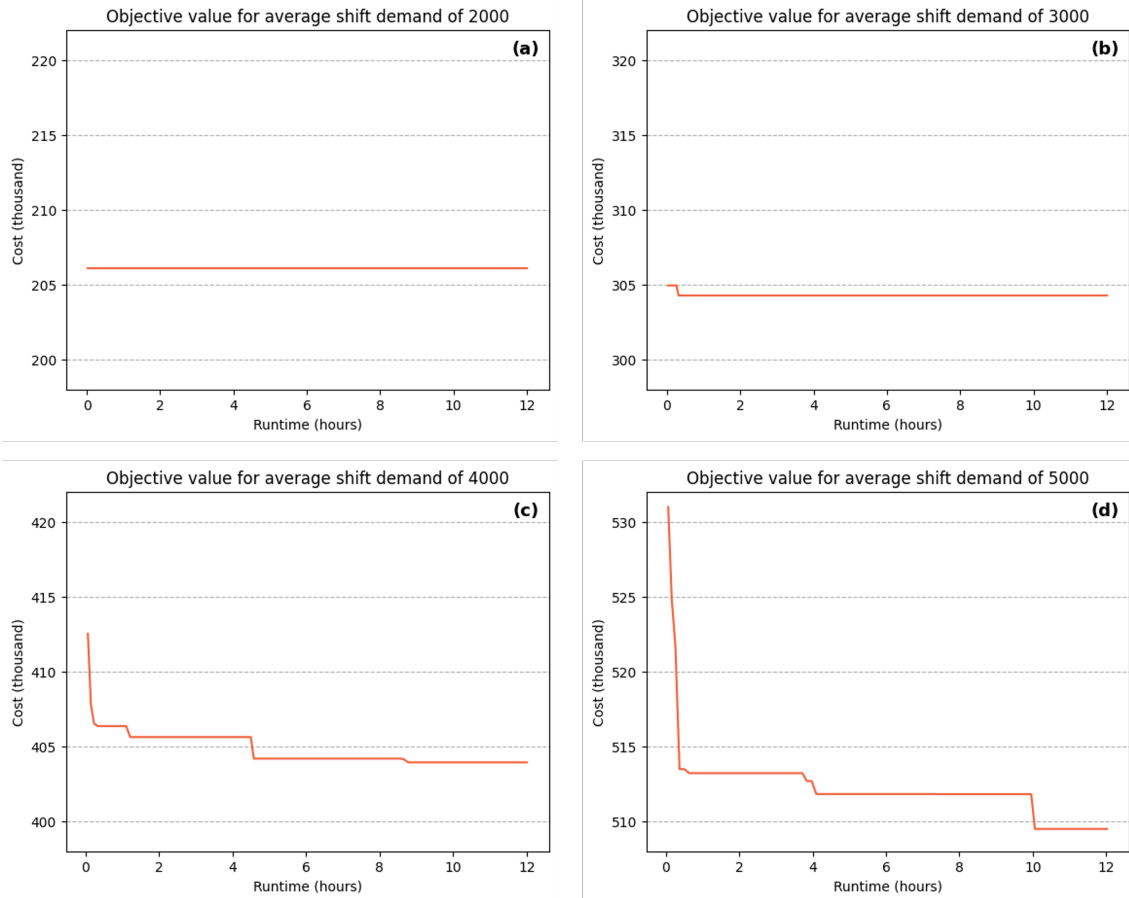 Objective value for average shift demand of 2000
(a)
220
215
210
205
200
Cost (thousand)
0 2 4 6 8 10 12
Runtime (hours)
Objective value for average shift demand of 3000
(b)
320
315
310
305
300
Cost (thousand)
0 2 4 6 8 10 12
Runtime (hours)
Objective value for average shift demand of 4000
(c)
420
415
410
405
400
Cost (thousand)
0 2 4 6 8 10 12
Runtime (hours)
Objective value for average shift demand of 5000
(d)
530
525
520
515
510
Cost (thousand)
0 2 4 6 8 10 12
Runtime (hours)